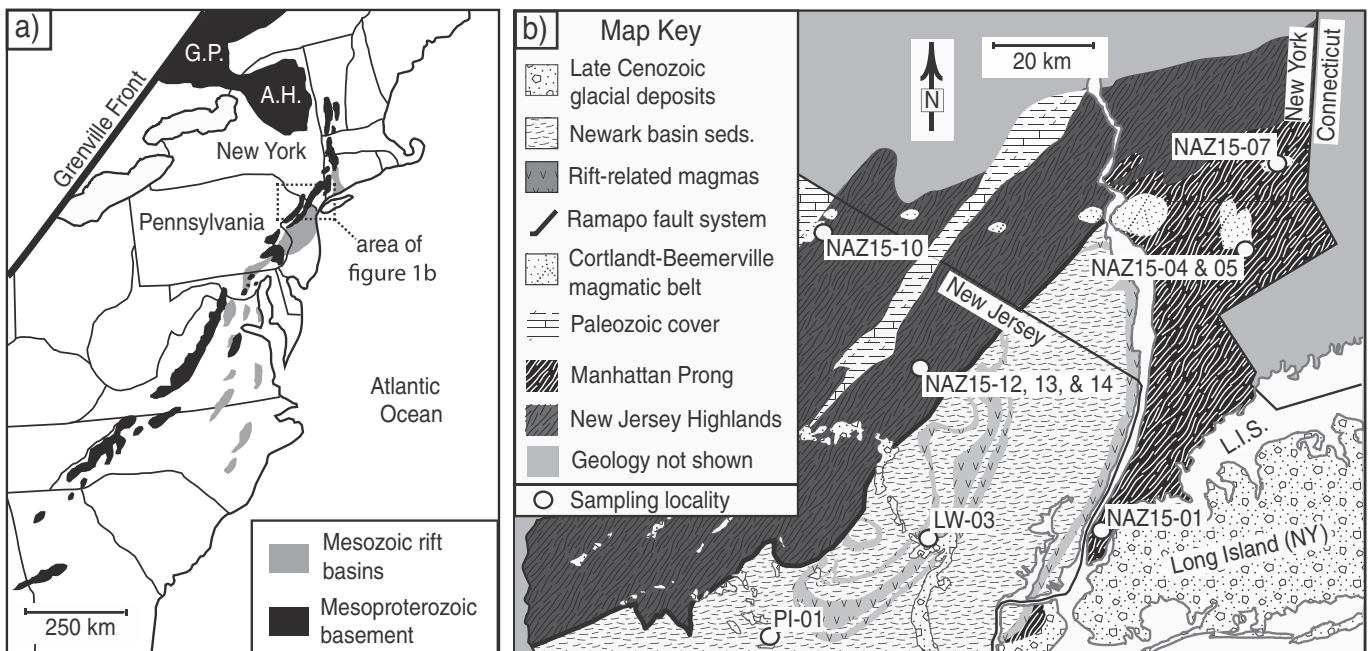 a)
G.P.
A.H.
Grenville Front
New York
Pennsylvania
area of
figure 1b
Atlantic
Ocean
Mesozoic rift
basins
Mesoproterozoic
basement
250 km
b)
Map Key
Late Cenozoic
glacial deposits
Newark basin seds.
Rift-related magmas
Ramapo fault system
Cortlandt-Beemerville
magmatic belt
Paleozoic cover
Manhattan Prong
New Jersey Highlands
Geology not shown
Sampling locality
N
20 km
New York
Connecticut
NAZ15-07
NAZ15-10
NAZ15-04 & 05
New Jersey
NAZ15-12, 13, & 14
L.I.S.
LW-03
NAZ15-01
Long Island (NY)
PI-01